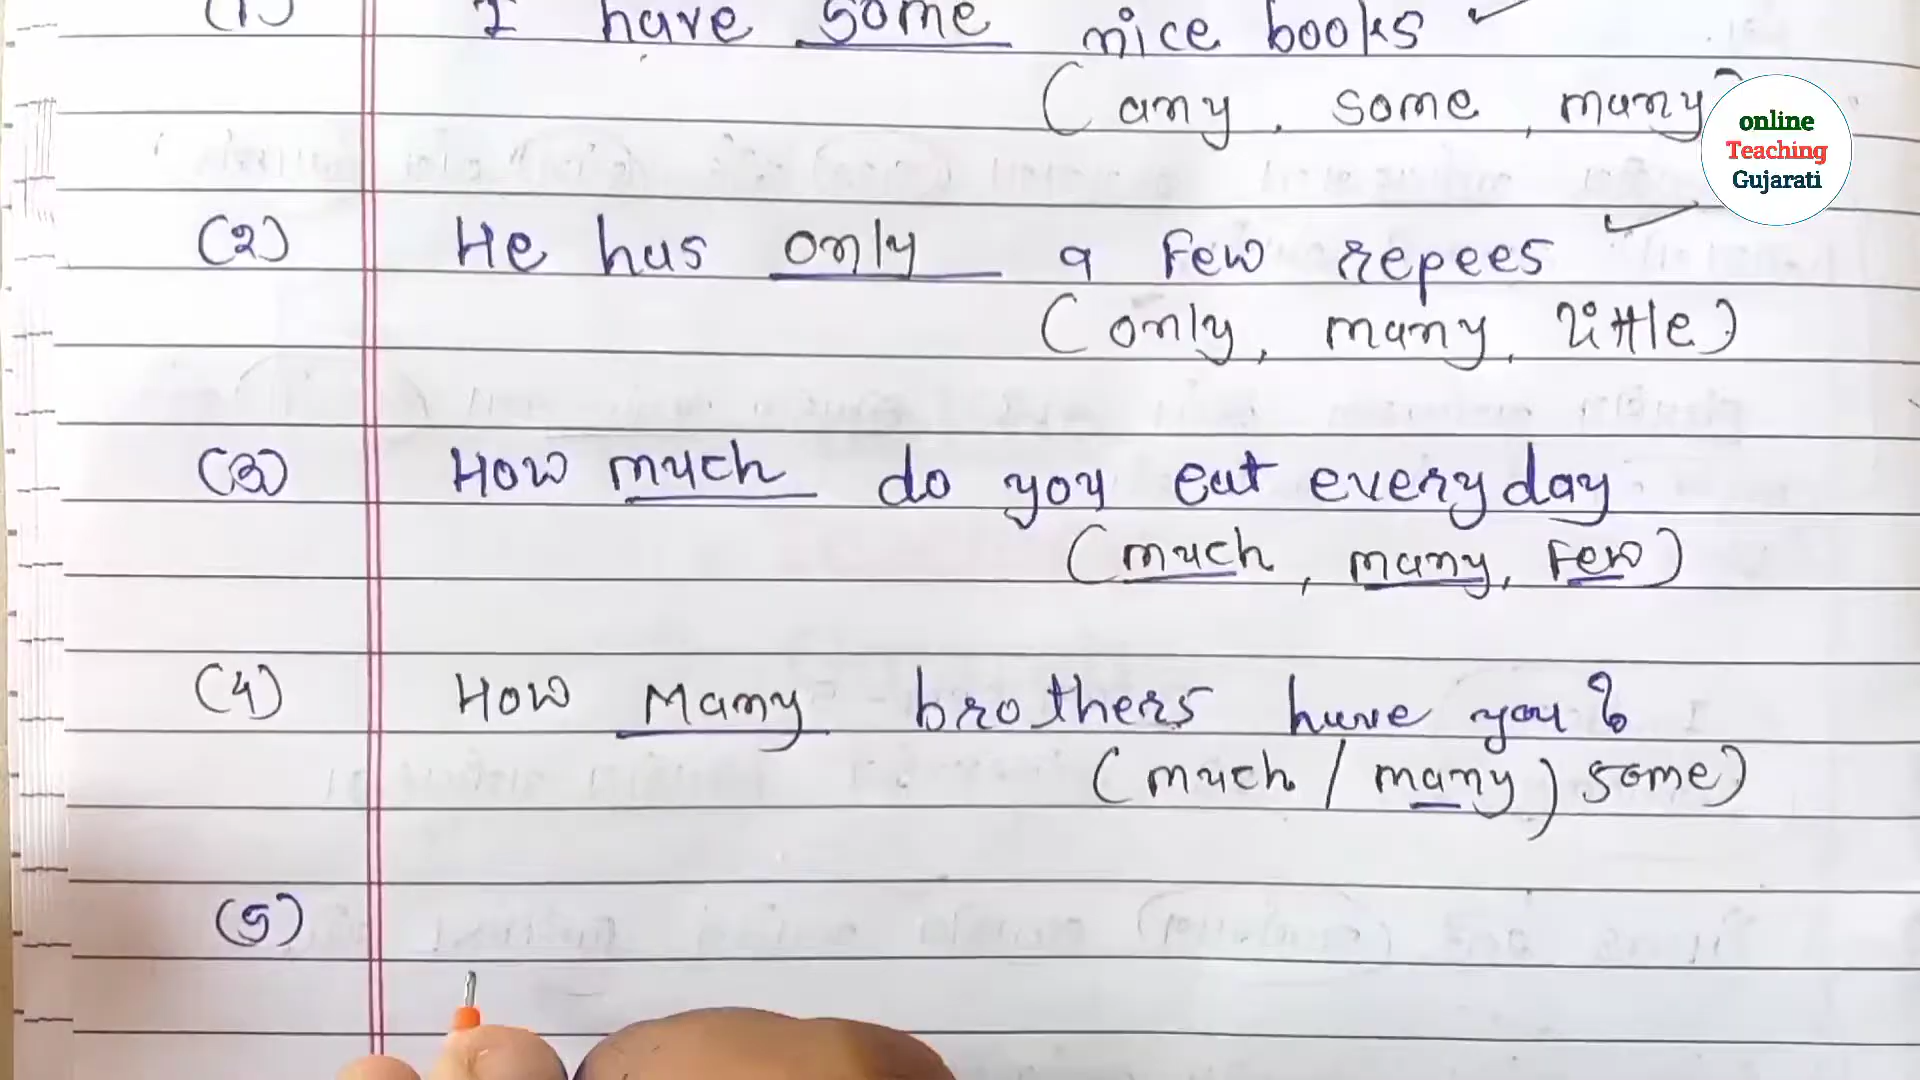 (1) I have some nice books
(any, some, many)
online
Teaching
Gujarati
(2) He has only a few repees
(only, many, little)
(3) How much do you eat everyday
(much, many, few)
(4) How Many brothers have you?
(much / many) some)
(5)